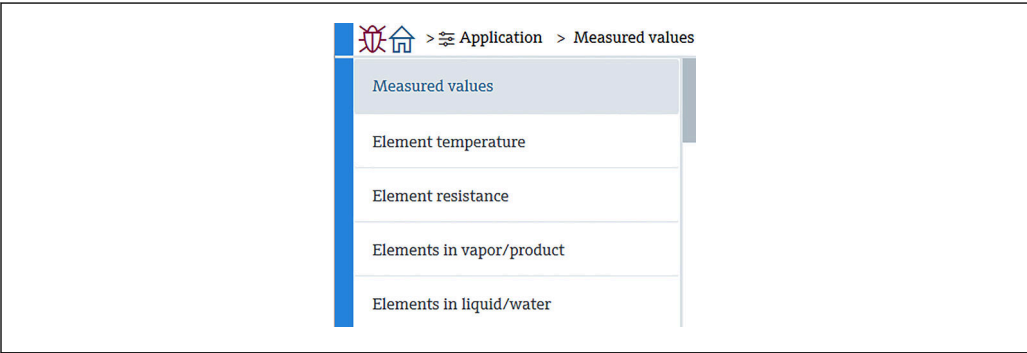 > Application > Measured values
Measured values
Element temperature
Element resistance
Elements in vapor/product
Elements in liquid/water